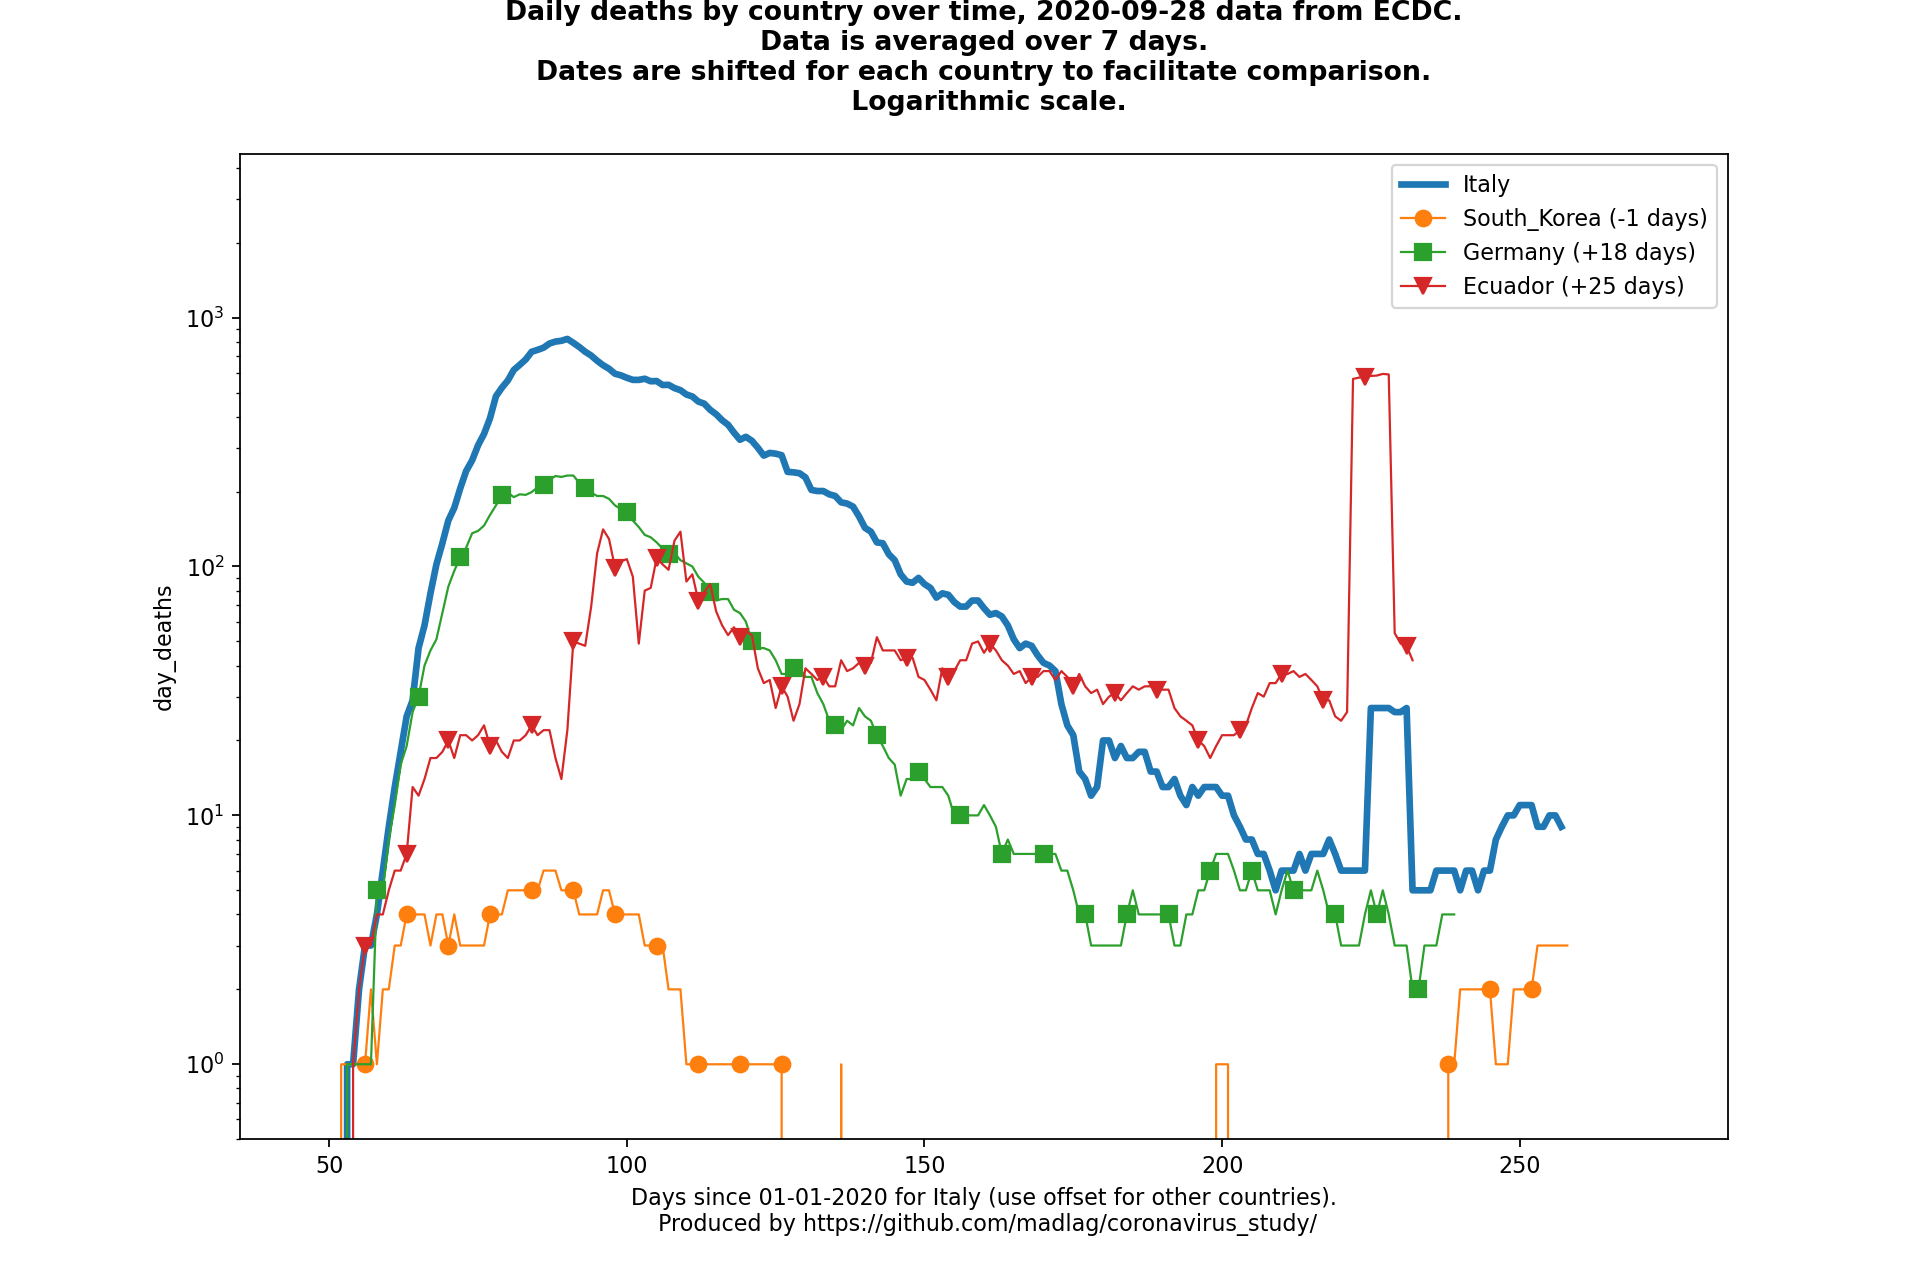 Daily deaths by country over time, 2020-09-28 data from ECDC.
Data is averaged over 7 days.
Dates are shifted for each country to facilitate comparison.
Logarithmic scale.
Italy
South_Korea (-1 days)
Germany (+18 days)
Ecuador (+25 days)
10³
10²
10¹
10⁰
day_deaths
50 100 150 200 250
Days since 01-01-2020 for Italy (use offset for other countries).
Produced by https://github.com/madlag/coronavirus_study/